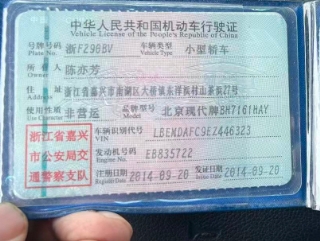 中华人民共和国机动车行驶证
Vehicle License of the People's Republic of China
号牌号码 浙F Z98BV 车辆类型 小型轿车
Plate No. Vehicle Type
所有人 陈亦芳
Owner
住址 浙江省嘉兴市南湖区大桥镇
Address
使用性质 非营运 品牌型号 北京现代牌BH7161HAY
Use Character Model
浙江省嘉兴
市公安局交
通警察支队
车辆识别代号 LBEMDAFC9EZ446323
VIN
发动机号码 EB835722
Engine No.
注册日期 2014-09-20 发证日期 2014-09-20
Register Date Issue Date